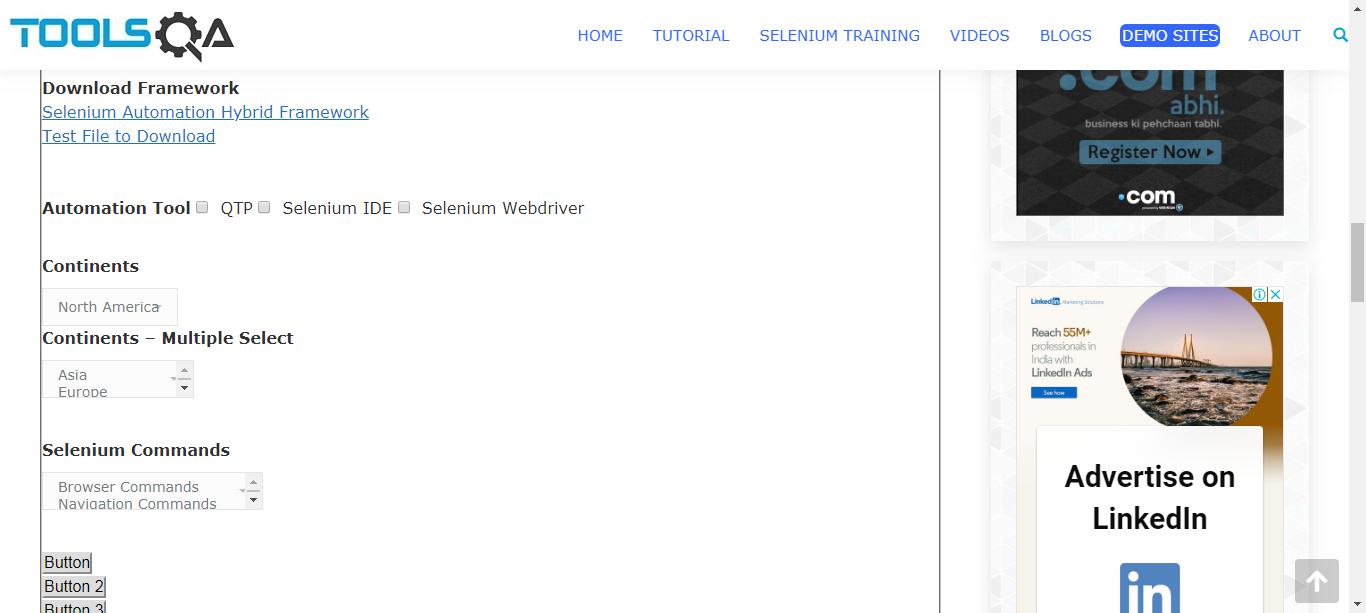 TOOLSQA
HOME TUTORIAL SELENIUM TRAINING VIDEOS BLOGS DEMO SITES ABOUT
Download Framework
Selenium Automation Hybrid Framework
Test File to Download
Automation Tool QTP Selenium IDE Selenium Webdriver
Continents
North America
Continents – Multiple Select
Asia
Europe
Selenium Commands
Browser Commands
Navigation Commands
Button
Button 2
Button 3
.com
abhi.
business ki pehchaan tabhi.
Register Now
.com
LinkedIn Marketing Solutions
Reach 55M+
professionals in
India with
LinkedIn Ads
See how
Advertise on
LinkedIn
in